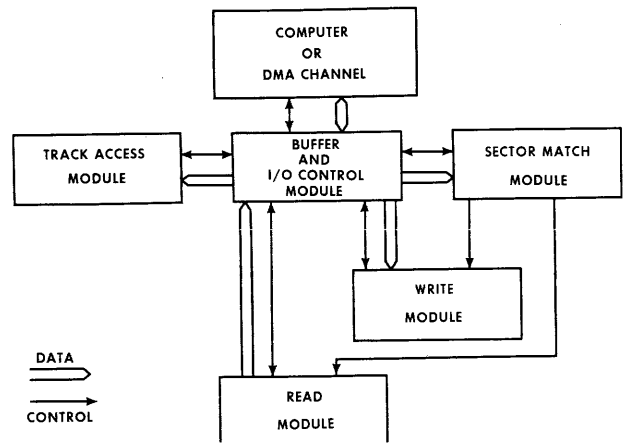 COMPUTER
OR
DMA CHANNEL
TRACK ACCESS
MODULE
BUFFER
AND
I/O CONTROL
MODULE
SECTOR MATCH
MODULE
WRITE
MODULE
DATA
CONTROL
READ
MODULE